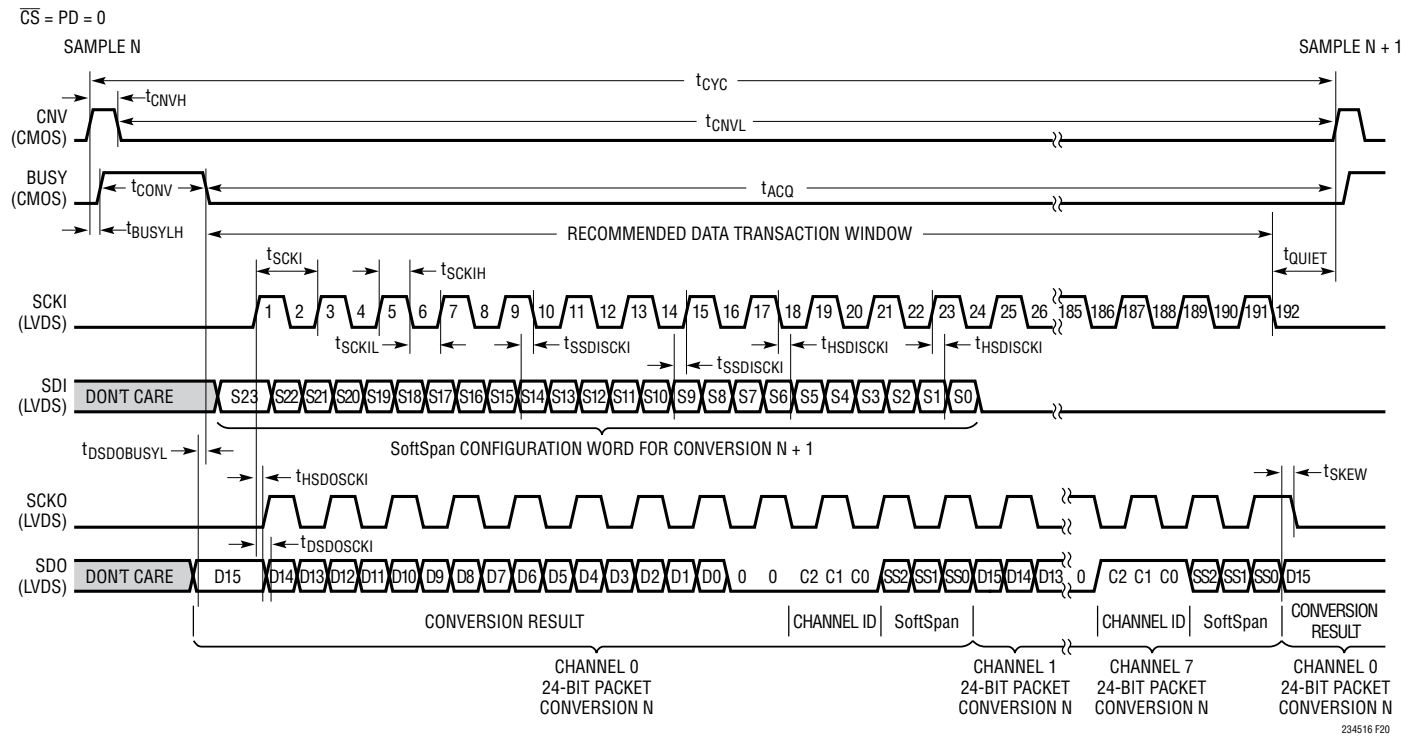 CS = PD = 0
SAMPLE N
SAMPLE N + 1
tCYC
tCNVH
CNV
(CMOS)
tCNVL
BUSY
(CMOS)
tCONV
tACQ
tBUSYLH
RECOMMENDED DATA TRANSACTION WINDOW
tSCKI
tSCKIH
tQUIET
SCKI
(LVDS)
1 2 3 4 5 6 7 8 9 10 11 12 13 14 15 16 17 18 19 20 21 22 23 24 25 26 185 186 187 188 189 190 191 192
tSCKIL
tSSDISCKI
tSSDISCKI
tHSDISCKI
tHSDISCKI
SDI
(LVDS)
DON'T CARE S23 S22 S21 S20 S19 S18 S17 S16 S15 S14 S13 S12 S11 S10 S9 S8 S7 S6 S5 S4 S3 S2 S1 S0
SoftSpan CONFIGURATION WORD FOR CONVERSION N + 1
tDSDOBUSYL
tHSDOSCKI
tSKEW
SCKO
(LVDS)
tDSDOSCKI
SDO
(LVDS)
DON'T CARE D15 D14 D13 D12 D11 D10 D9 D8 D7 D6 D5 D4 D3 D2 D1 D0 0 0 C2 C1 C0 SS2 SS1 SS0 D15 D14 D13 0 C2 C1 C0 SS2 SS1 SS0 D15
CONVERSION RESULT
CHANNEL ID
SoftSpan
CHANNEL ID
SoftSpan
CONVERSION
RESULT
CHANNEL 0
24-BIT PACKET
CONVERSION N
CHANNEL 1
24-BIT PACKET
CONVERSION N
CHANNEL 7
24-BIT PACKET
CONVERSION N
CHANNEL 0
24-BIT PACKET
CONVERSION N
234516 F20